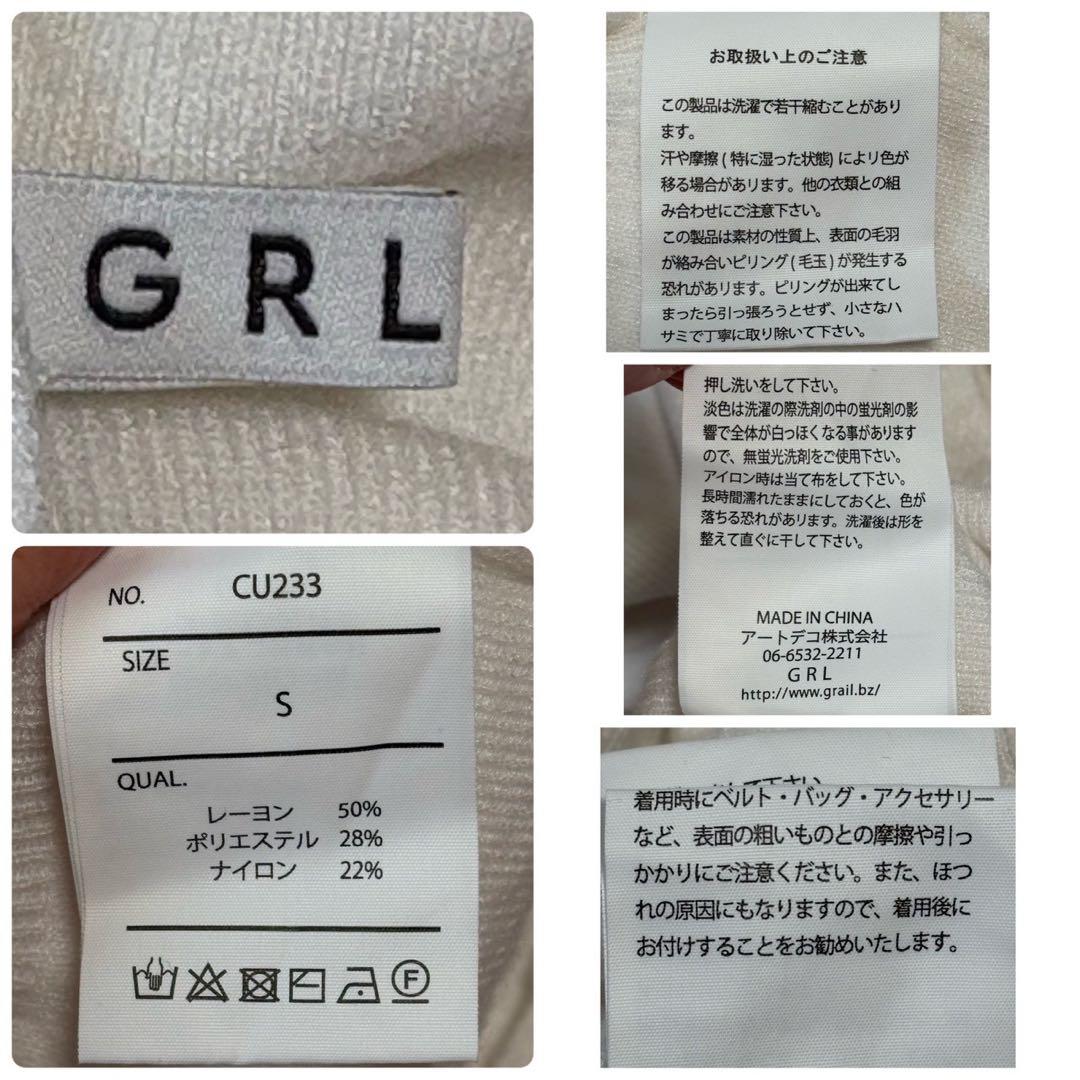 GRL
NO. CU233
SIZE
S
QUAL.
レーヨン 50%
ポリエステル 28%
ナイロン 22%
F
お取扱い上のご注意
この製品は洗濯で若干縮むことがあり
ます。
汗や摩擦(特に湿った状態)により色が
移る場合があります。他の衣類との組
み合わせにご注意下さい。
この製品は素材の性質上、表面の毛羽
が絡み合いピリング(毛玉)が発生する
恐れがあります。ピリングが出来てし
まったら引っ張ろうとせず、小さなハ
サミで丁寧に取り除いて下さい。
押し洗いをして下さい。
淡色は洗濯の際洗剤の中の蛍光剤の影
響で全体が白っぽくなる事があります
ので、無蛍光洗剤をご使用下さい。
アイロン時は当て布をして下さい。
長時間濡れたままにしておくと、色が
落ちる恐れがあります。洗濯後は形を
整えて直ぐに干して下さい。
MADE IN CHINA
アートデコ株式会社
06-6532-2211
GRL
http://www.grail.bz/
着用時にベルト・バッグ・アクセサリー
など、表面の粗いものとの摩擦や引っ
かかりにご注意ください。また、ほつ
れの原因にもなりますので、着用後に
お付けすることをお勧めいたします。